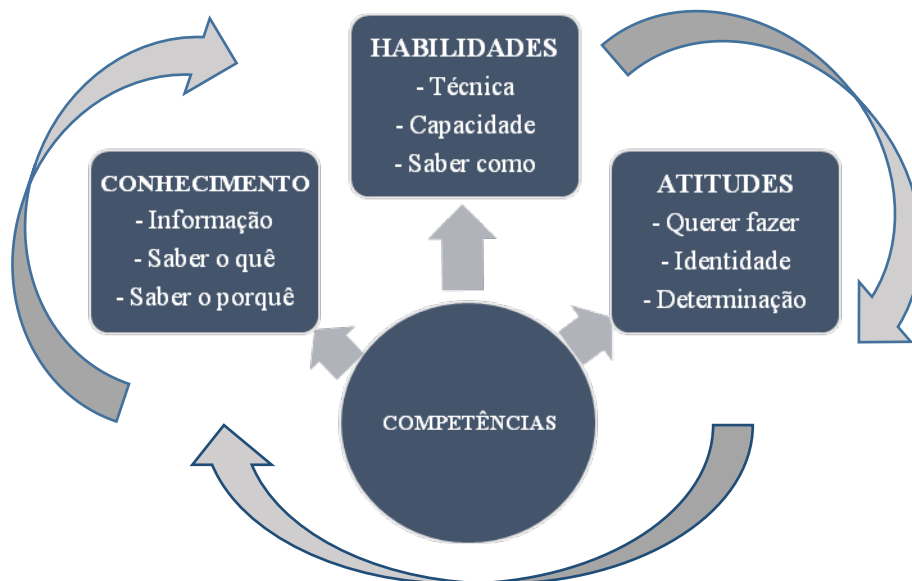 HABILIDADES
- Técnica
- Capacidade
- Saber como
CONHECIMENTO
- Informação
- Saber o quê
- Saber o porquê
ATITUDES
- Querer fazer
- Identidade
- Determinação
COMPETÊNCIAS